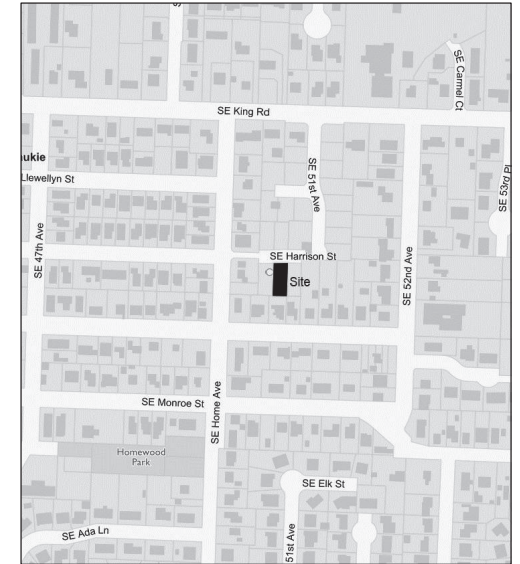 S
SE Carmel Ct
SE King Rd
ukie
Llewellyn St
SE 51st Ave
SE 53rd Pl
SE 47th Ave
SE Harrison St
Site
SE 52nd Ave
SE Home Ave
SE Monroe St
Homewood
Park
SE Elk St
SE Ada Ln
51st Ave